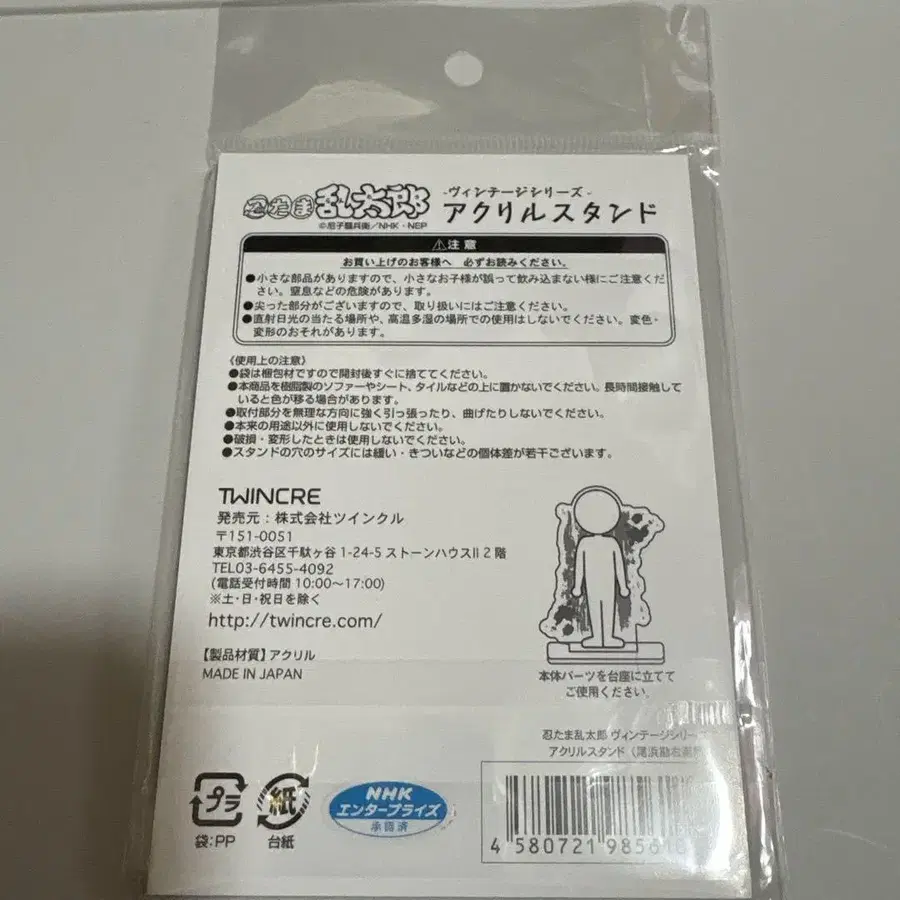 忍たま乱太郎
©尼子騒兵衛／NHK・NEP
-ヴィンテージシリーズ-
アクリルスタンド
⚠注意
お買い上げのお客様へ 必ずお読みください。
●小さな部品がありますので、小さなお子様が誤って飲み込まない様にご注意くだ
さい。窒息などの危険があります。
●尖った部分がございますので、取り扱いにはご注意ください。
●直射日光の当たる場所や、高温多湿の場所での使用はしないでください。変色・
変形のおそれがあります。
〈使用上の注意〉
●袋は梱包材ですので開封後すぐに捨ててください。
●本商品を樹脂製のソファーやシート、タイルなどの上に置かないでください。長時間接触して
いると色が移る場合があります。
●取付部分を無理な方向に強く引っ張ったり、曲げたりしないでください。
●本来の用途以外に使用しないでください。
●破損・変形したときは使用しないでください。
●スタンドの穴のサイズには緩い・きついなどの個体差が若干ございます。
TWINCRE
発売元：株式会社ツインクル
〒151-0051
東京都渋谷区千駄ヶ谷 1-24-5 ストーンハウスII 2 階
TEL03-6455-4092
(電話受付時間 10:00〜17:00)
※土・日・祝日を除く
http://twincre.com/
【製品材質】アクリル
MADE IN JAPAN
本体パーツを台座に立てて
ご使用ください。
忍たま乱太郎 ヴィンテージシリーズ
アクリルスタンド（尾浜勘右衛門
プラ
袋:PP
紙
台紙
NHK
エンタープライズ
承認済
4 580721 985